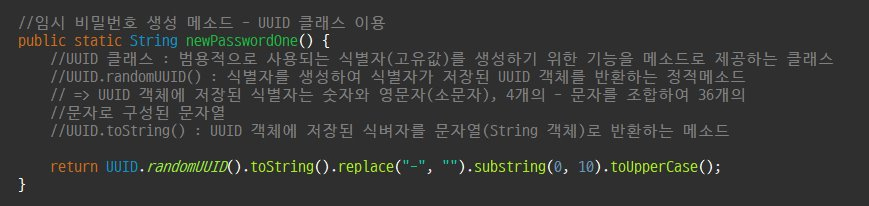 //임시 비밀번호 생성 메소드 - UUID 클래스 이용
public static String newPasswordOne() {
//UUID 클래스 : 범용적으로 사용되는 식별자(고유값)를 생성하기 위한 기능을 메소드로 제공하는 클래스
//UUID.randomUUID() : 식별자를 생성하여 식별자가 저장된 UUID 객체를 반환하는 정적메소드
// => UUID 객체에 저장된 식별자는 숫자와 영문자(소문자), 4개의 - 문자를 조합하여 36개의
//문자로 구성된 문자열
//UUID.toString() : UUID 객체에 저장된 식벼자를 문자열(String 객체)로 반환하는 메소드
return UUID.randomUUID().toString().replace("-", "").substring(0, 10).toUpperCase();
}